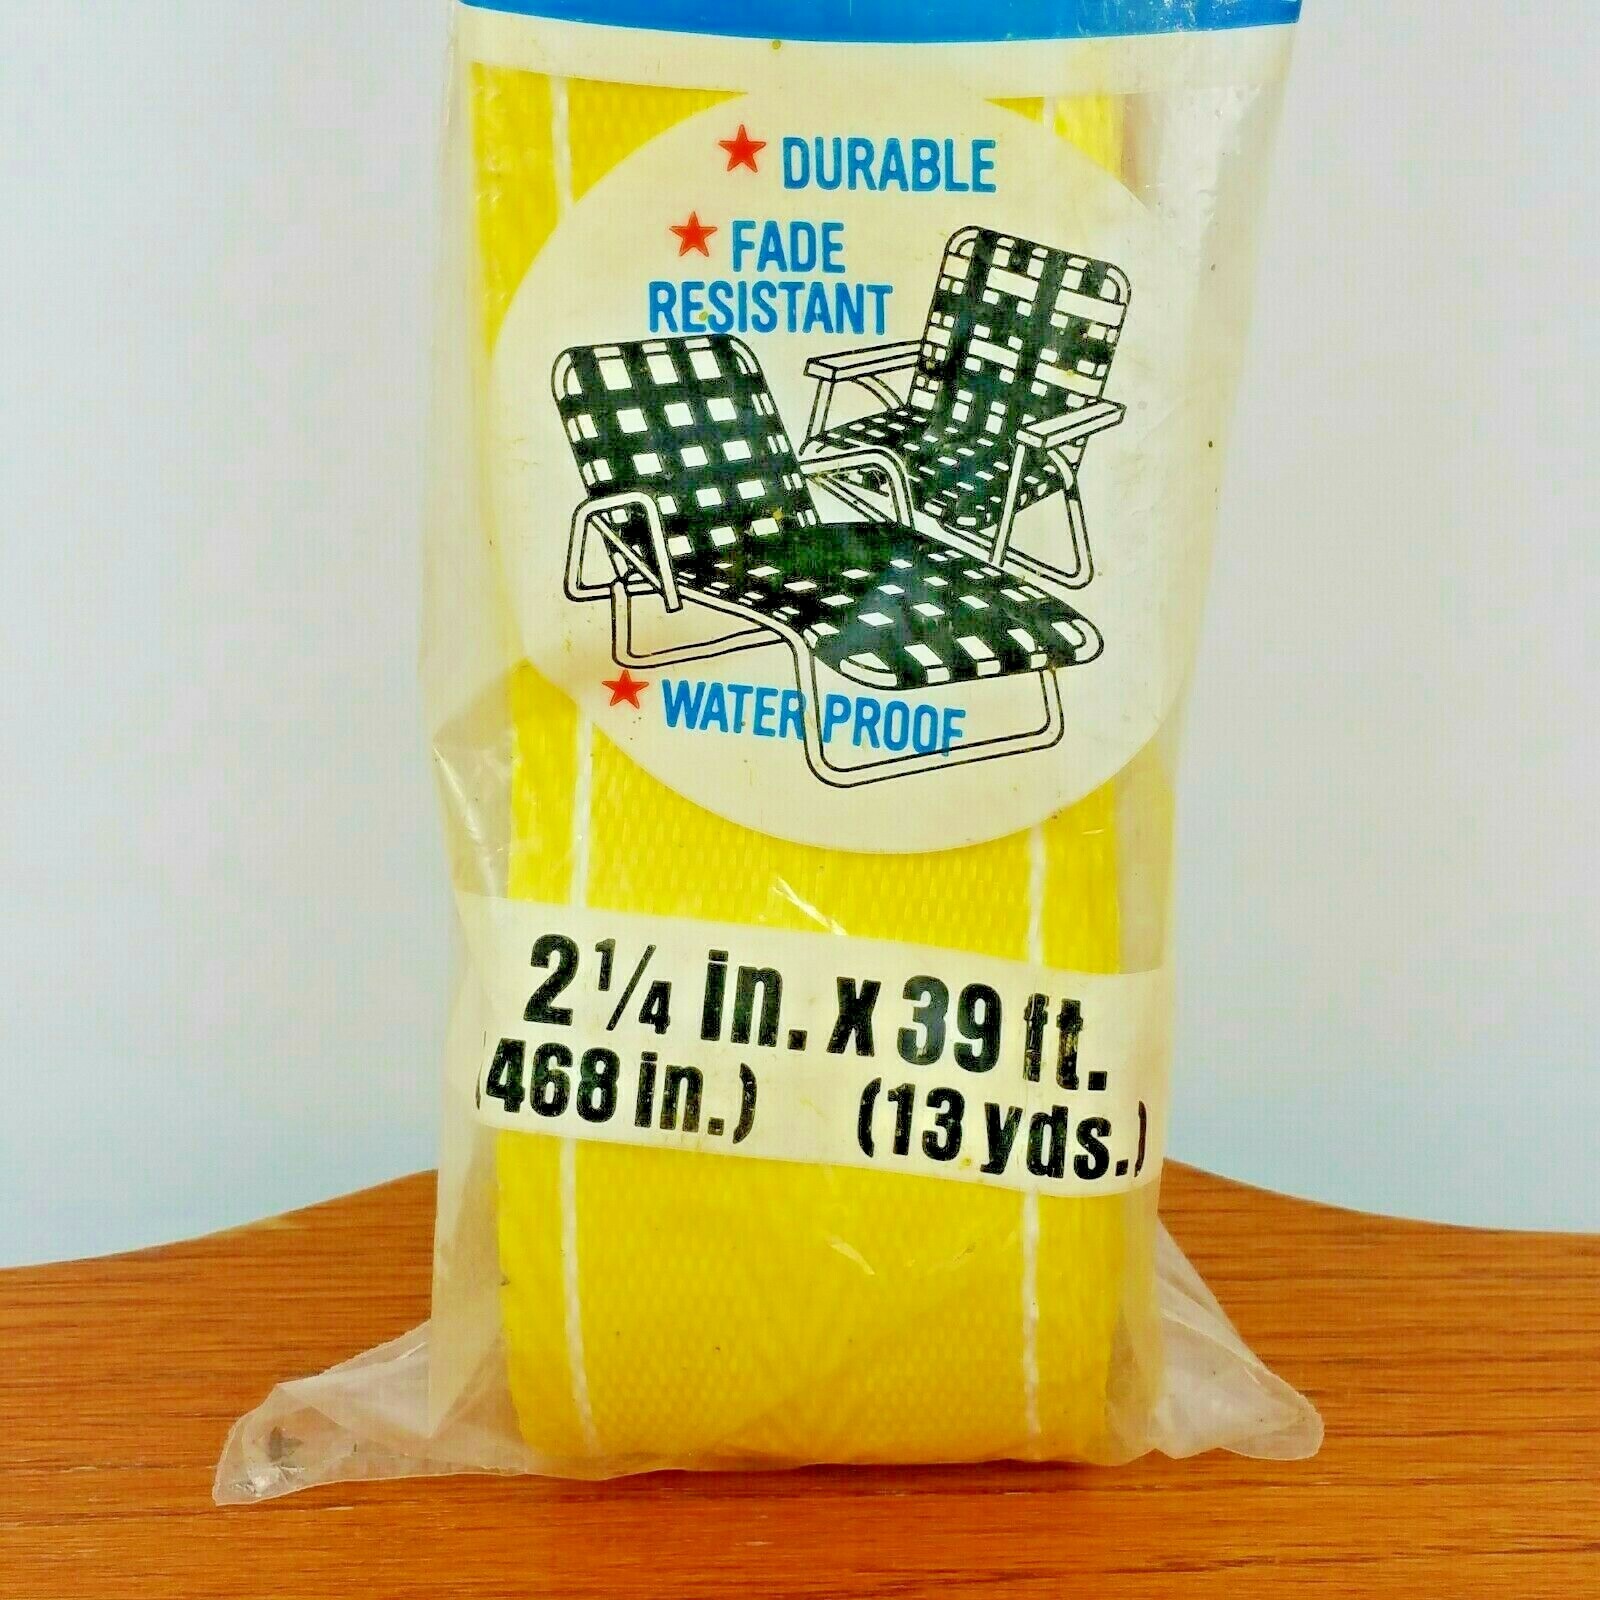 DURABLE
FADE
RESISTANT
WATER PROOF
2 1/4 in. x 39 ft.
(468 in.) (13 yds.)